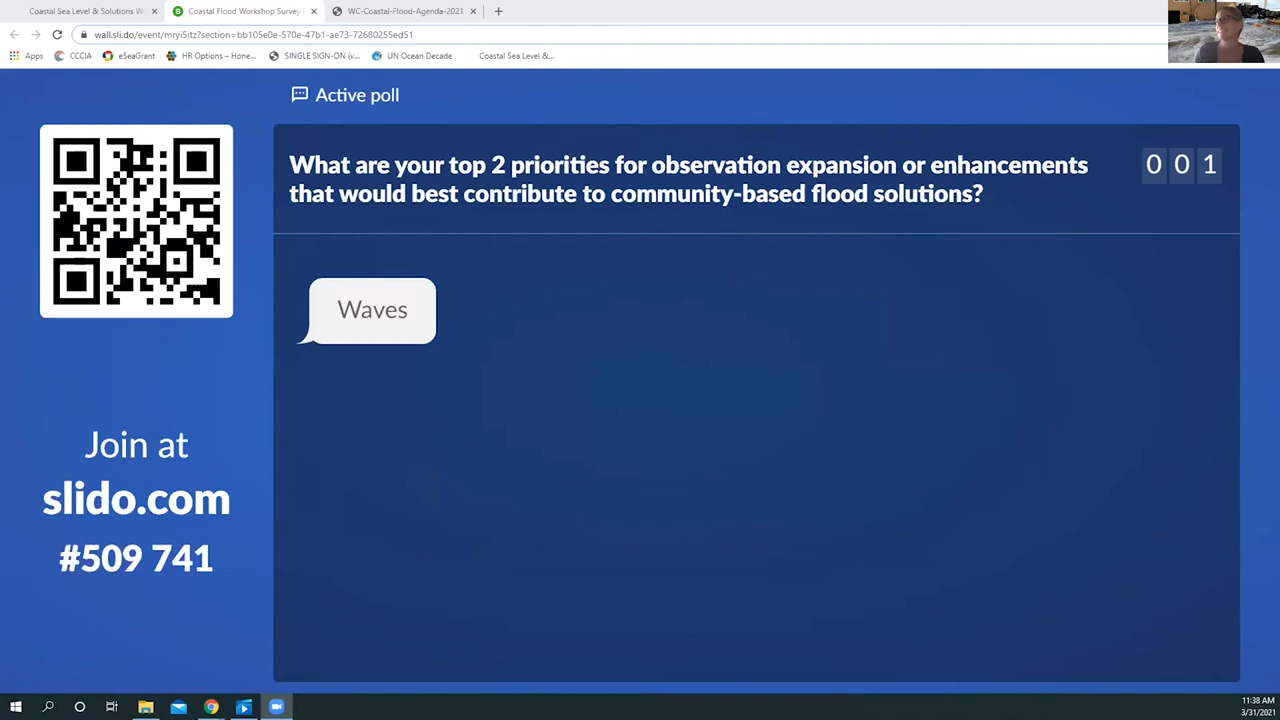 Coastal Sea Level & Solutions W
Coastal Flood Workshop Survey
WC-Coastal-Flood-Agenda-2021
wall.sli.do/event/mryi5itz?section=bb105e0e-570e-47b1-ae73-72680255ed51
Apps
CCCIA
eSeaGrant
HR Options – Hone...
SINGLE SIGN-ON (v...
UN Ocean Decade
Coastal Sea Level &...
Active poll
What are your top 2 priorities for observation expansion or enhancements
that would best contribute to community-based flood solutions?
0 0 1
Waves
Join at
slido.com
#509 741
11:38 AM
3/31/2021